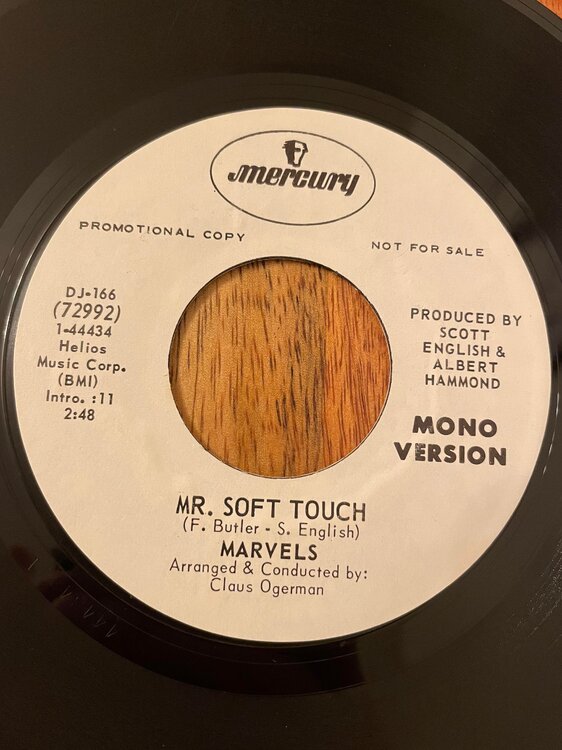 mercury
PROMOTIONAL COPY
NOT FOR SALE
DJ-166
(72992)
1-44434
Helios
Music Corp.
(BMI)
Intro. :11
2:48
PRODUCED BY
SCOTT
ENGLISH &
ALBERT
HAMMOND
MONO
VERSION
MR. SOFT TOUCH
(F. Butler - S. English)
MARVELS
Arranged & Conducted by:
Claus Ogerman